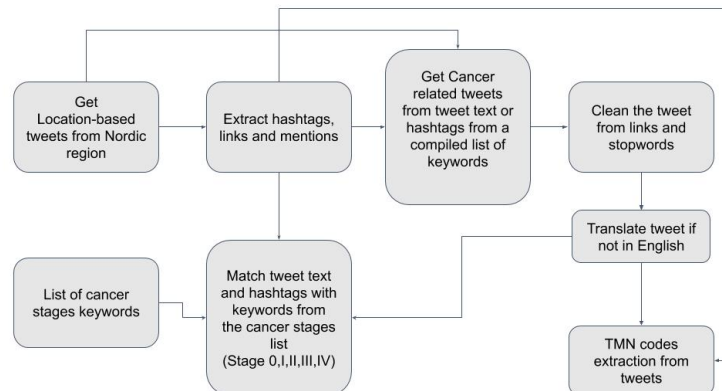 Get
Location-based
tweets from Nordic
region
Extract hashtags,
links and mentions
Get Cancer
related tweets
from tweet text or
hashtags from a
compiled list of
keywords
Clean the tweet
from links and
stopwords
Translate tweet if
not in English
List of cancer
stages keywords
Match tweet text
and hashtags with
keywords from
the cancer stages
list
(Stage 0,I,II,III,IV)
TMN codes
extraction from
tweets